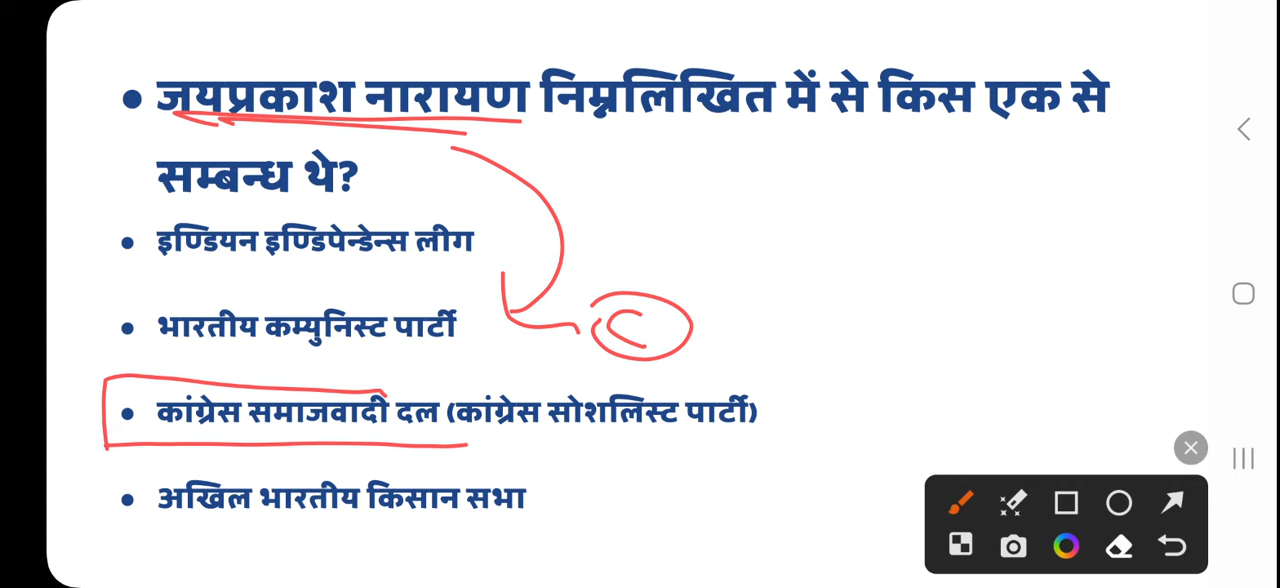 • जयप्रकाश नारायण निम्नलिखित में से किस एक से
सम्बन्ध थे?
• इण्डियन इण्डिपेन्डेन्स लीग
• भारतीय कम्युनिस्ट पार्टी
C
• कांग्रेस समाजवादी दल (कांग्रेस सोशलिस्ट पार्टी)
• अखिल भारतीय किसान सभा